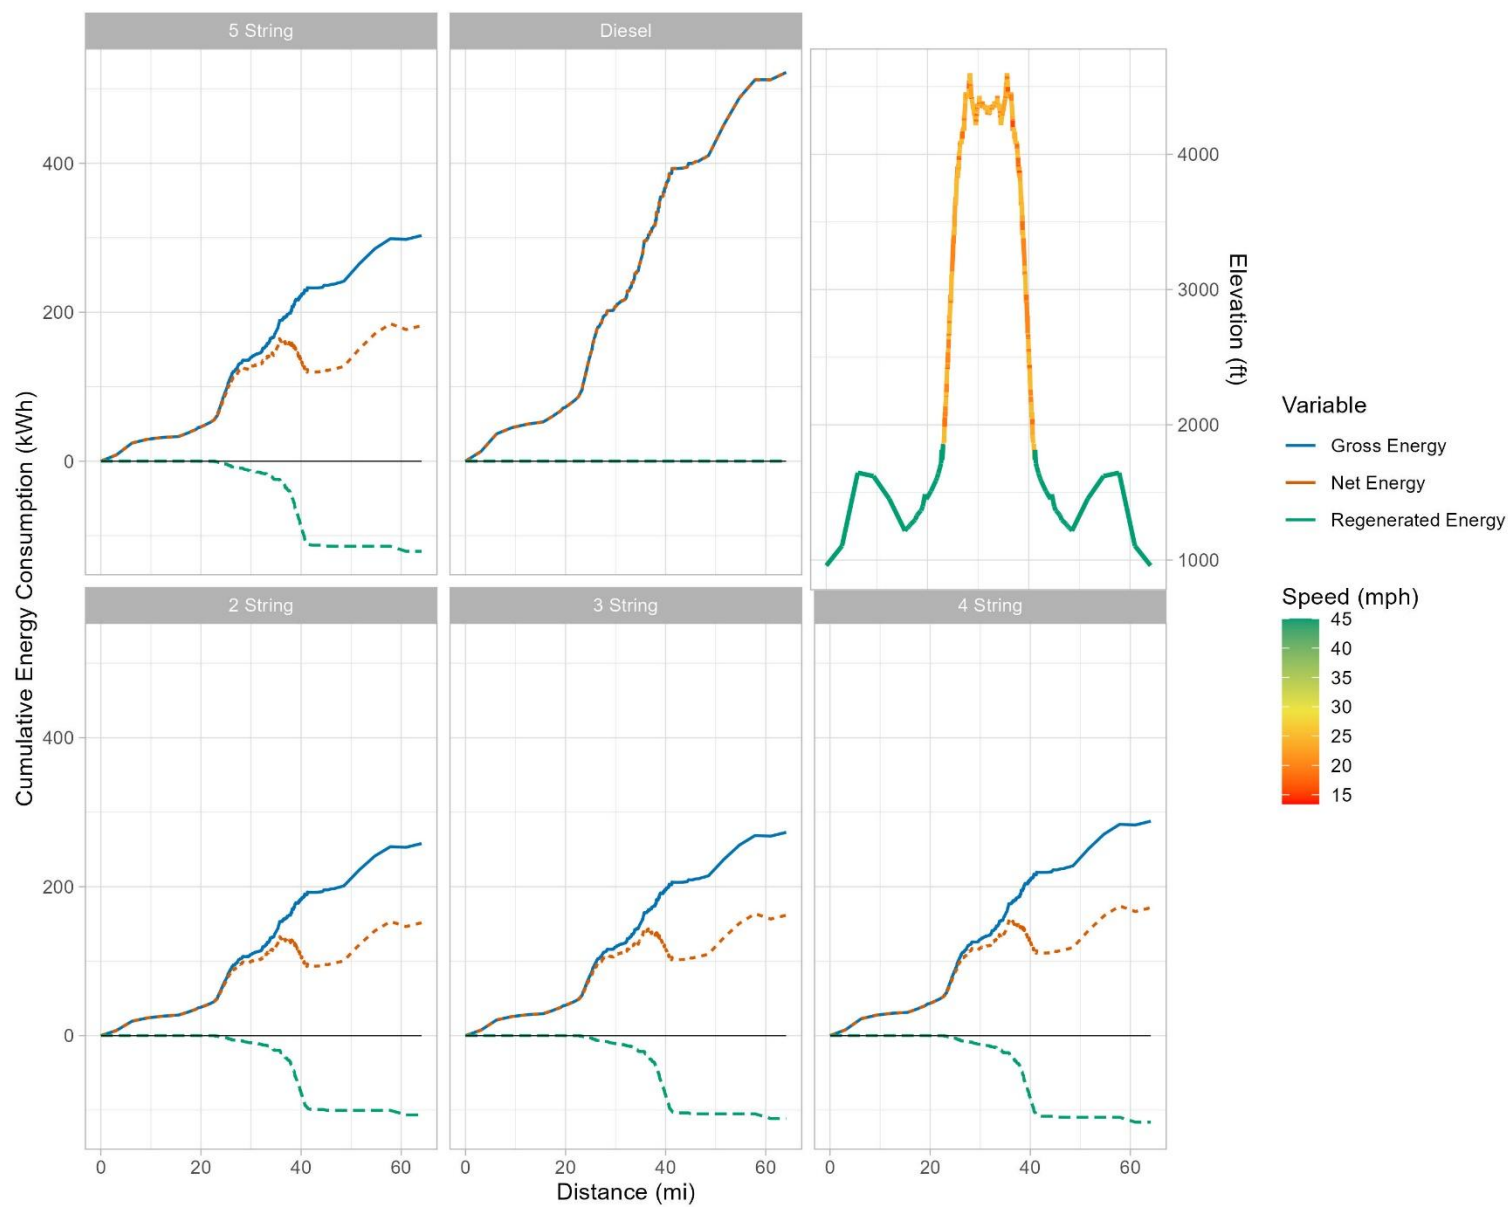 5 String
Diesel
400
200
0
4000
3000
2000
1000
Elevation (ft)
2 String
3 String
4 String
400
200
0
Cumulative Energy Consumption (kWh)
0 20 40 60
0 20 40 60
0 20 40 60
Distance (mi)
Variable
Gross Energy
Net Energy
Regenerated Energy
Speed (mph)
45
40
35
30
25
20
15